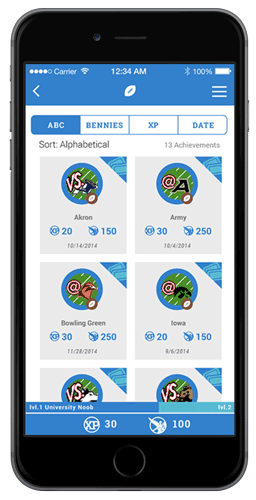 Carrier 12:34 AM 100%
ABC BENNIES XP DATE
Sort: Alphabetical 13 Achievements
VS @A
Akron Army
XP 20 150 XP 30 250
10/14/2014 10/4/2014
@ @
Bowling Green Iowa
XP 30 250 XP 20 150
11/28/2014 9/6/2014
VS VS
lvl.1 University Noob lvl.2
XP 30 100